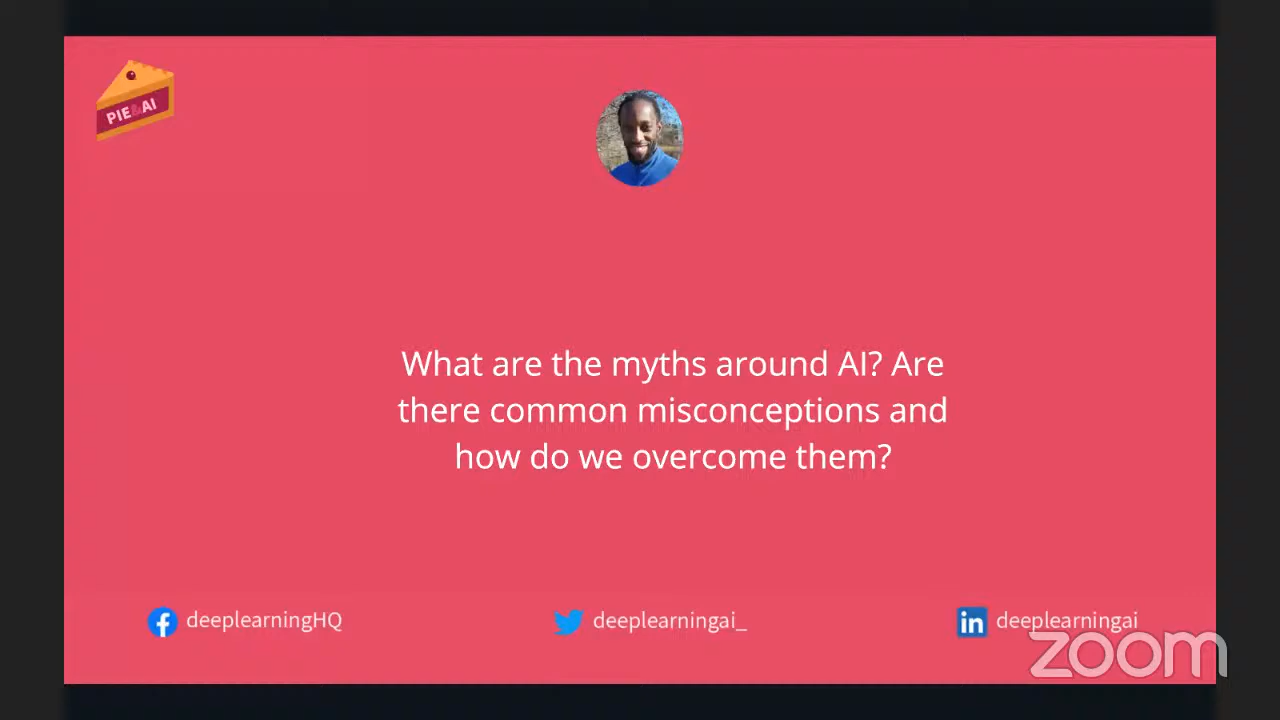 PIE&AI
What are the myths around AI? Are
there common misconceptions and
how do we overcome them?
deeplearningHQ
deeplearningai_
deeplearningai
zoom